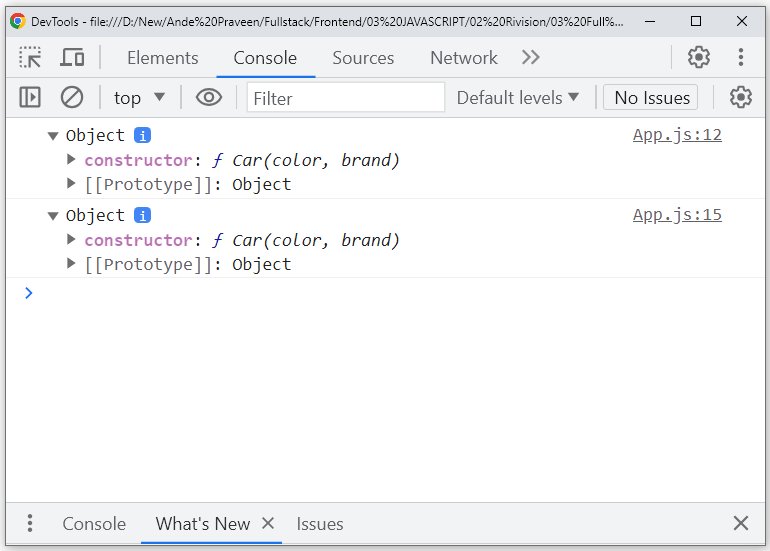 DevTools - file:///D:/New/Ande%20Praveen/Fullstack/Frontend/03%20JAVASCRIPT/02%20Rivision/03%20Full%...
Elements Console Sources Network
top Filter Default levels No Issues
Object i App.js:12
constructor: ƒ Car(color, brand)
[[Prototype]]: Object
Object i App.js:15
constructor: ƒ Car(color, brand)
[[Prototype]]: Object
Console What's New Issues